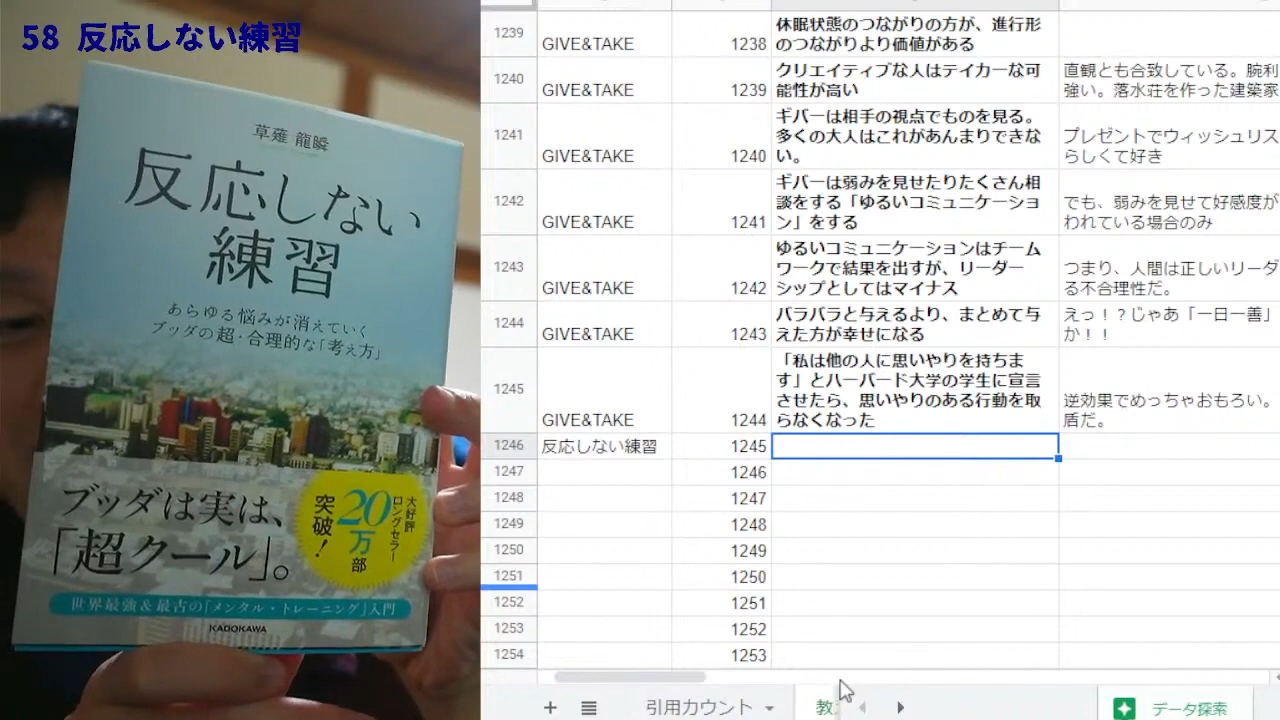 58 反応しない練習
草薙 龍瞬
反応しない
練習
あらゆる悩みが消えていく
ブッダの超・合理的な「考え方」
ブッダは実は、
「超クール」。
大好評
ロングセラー
20万部
突破！
世界最強＆最古の「メンタル・トレーニング」入門
KADOKAWA
1239
GIVE&TAKE
1238
休眠状態のつながりの方が、進行形
のつながりより価値がある
1240
GIVE&TAKE
1239
クリエイティブな人はテイカーな可
能性が高い
直観とも合致している。腕利
強い。落水荘を作った建築家
1241
GIVE&TAKE
1240
ギバーは相手の視点でものを見る。
多くの大人はこれがあんまりできな
い。
プレゼントでウィッシュリス
らしくて好き
1242
GIVE&TAKE
1241
ギバーは弱みを見せたりたくさん相
談をする「ゆるいコミュニケーショ
ン」をする
でも、弱みを見せて好感度が
われている場合のみ
1243
GIVE&TAKE
1242
ゆるいコミュニケーションはチーム
ワークで結果を出すが、リーダー
シップとしてはマイナス
つまり、人間は正しいリーダ
る不合理性だ。
1244
GIVE&TAKE
1243
バラバラと与えるより、まとめて与
えた方が幸せになる
えっ！？じゃあ「一日一善」
か！！
1245
GIVE&TAKE
1244
「私は他の人に思いやりを持ちま
す」とハーバード大学の学生に宣言
させたら、思いやりのある行動を取
らなくなった
逆効果でめっちゃおもろい。
盾だ。
1246
反応しない練習
1245
1247
1246
1248
1247
1249
1248
1250
1249
1251
1250
1252
1251
1253
1252
1254
1253
引用カウント
教
データ探索